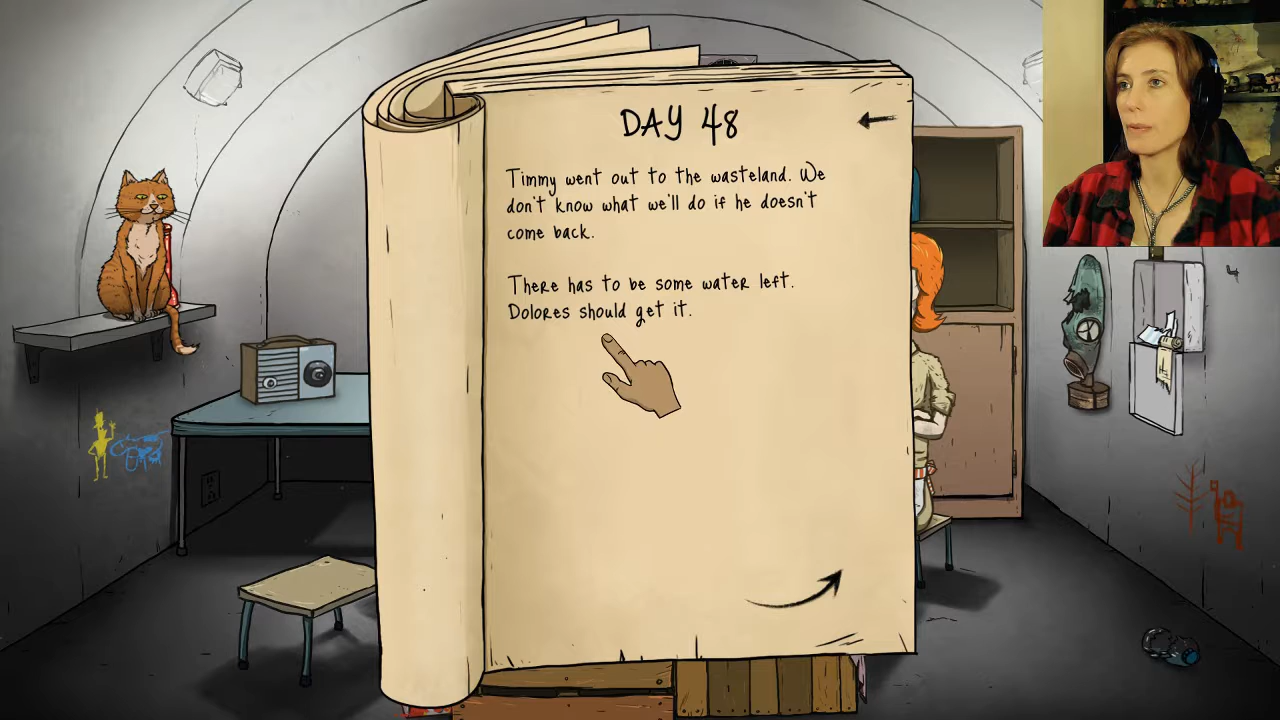 DAY 48
Timmy went out to the wasteland. We
don't know what we'll do if he doesn't
come back.
There has to be some water left.
Dolores should get it.